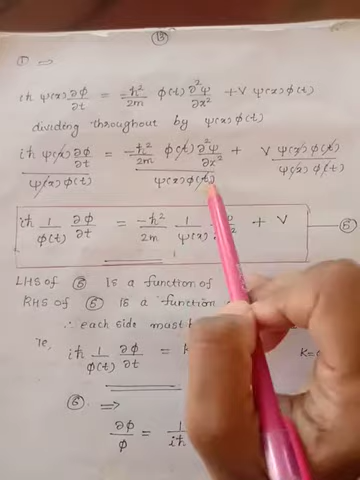 13
① ⇒
iħ ψ(x) ∂φ/∂t = -ħ²/2m φ(t) ∂²ψ/∂x² + V ψ(x) φ(t)
dividing throughout by ψ(x) φ(t)
iħ ψ(x) ∂φ/∂t / ψ(x) φ(t) = -ħ²/2m φ(t) ∂²ψ/∂x² / ψ(x) φ(t) + V ψ(x) φ(t) / ψ(x) φ(t)
iħ 1/φ(t) ∂φ/∂t = -ħ²/2m 1/ψ(x) + V — ⑤
LHS of ⑤ is a function of
RHS of ⑤ is a function
∴ each side must
ie, iħ 1/φ(t) ∂φ/∂t =
⑥ ⇒
∂φ/φ = 1/iħ